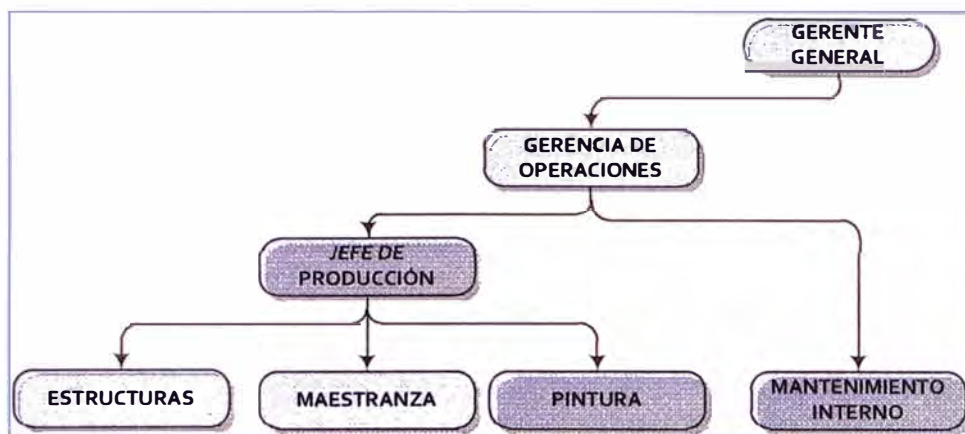 GERENTE
GENERAL
GERENCIA DE
OPERACIONES
JEFE DE
PRODUCCIÓN
ESTRUCTURAS
MAESTRANZA
PINTURA
MANTENIMIENTO
INTERNO